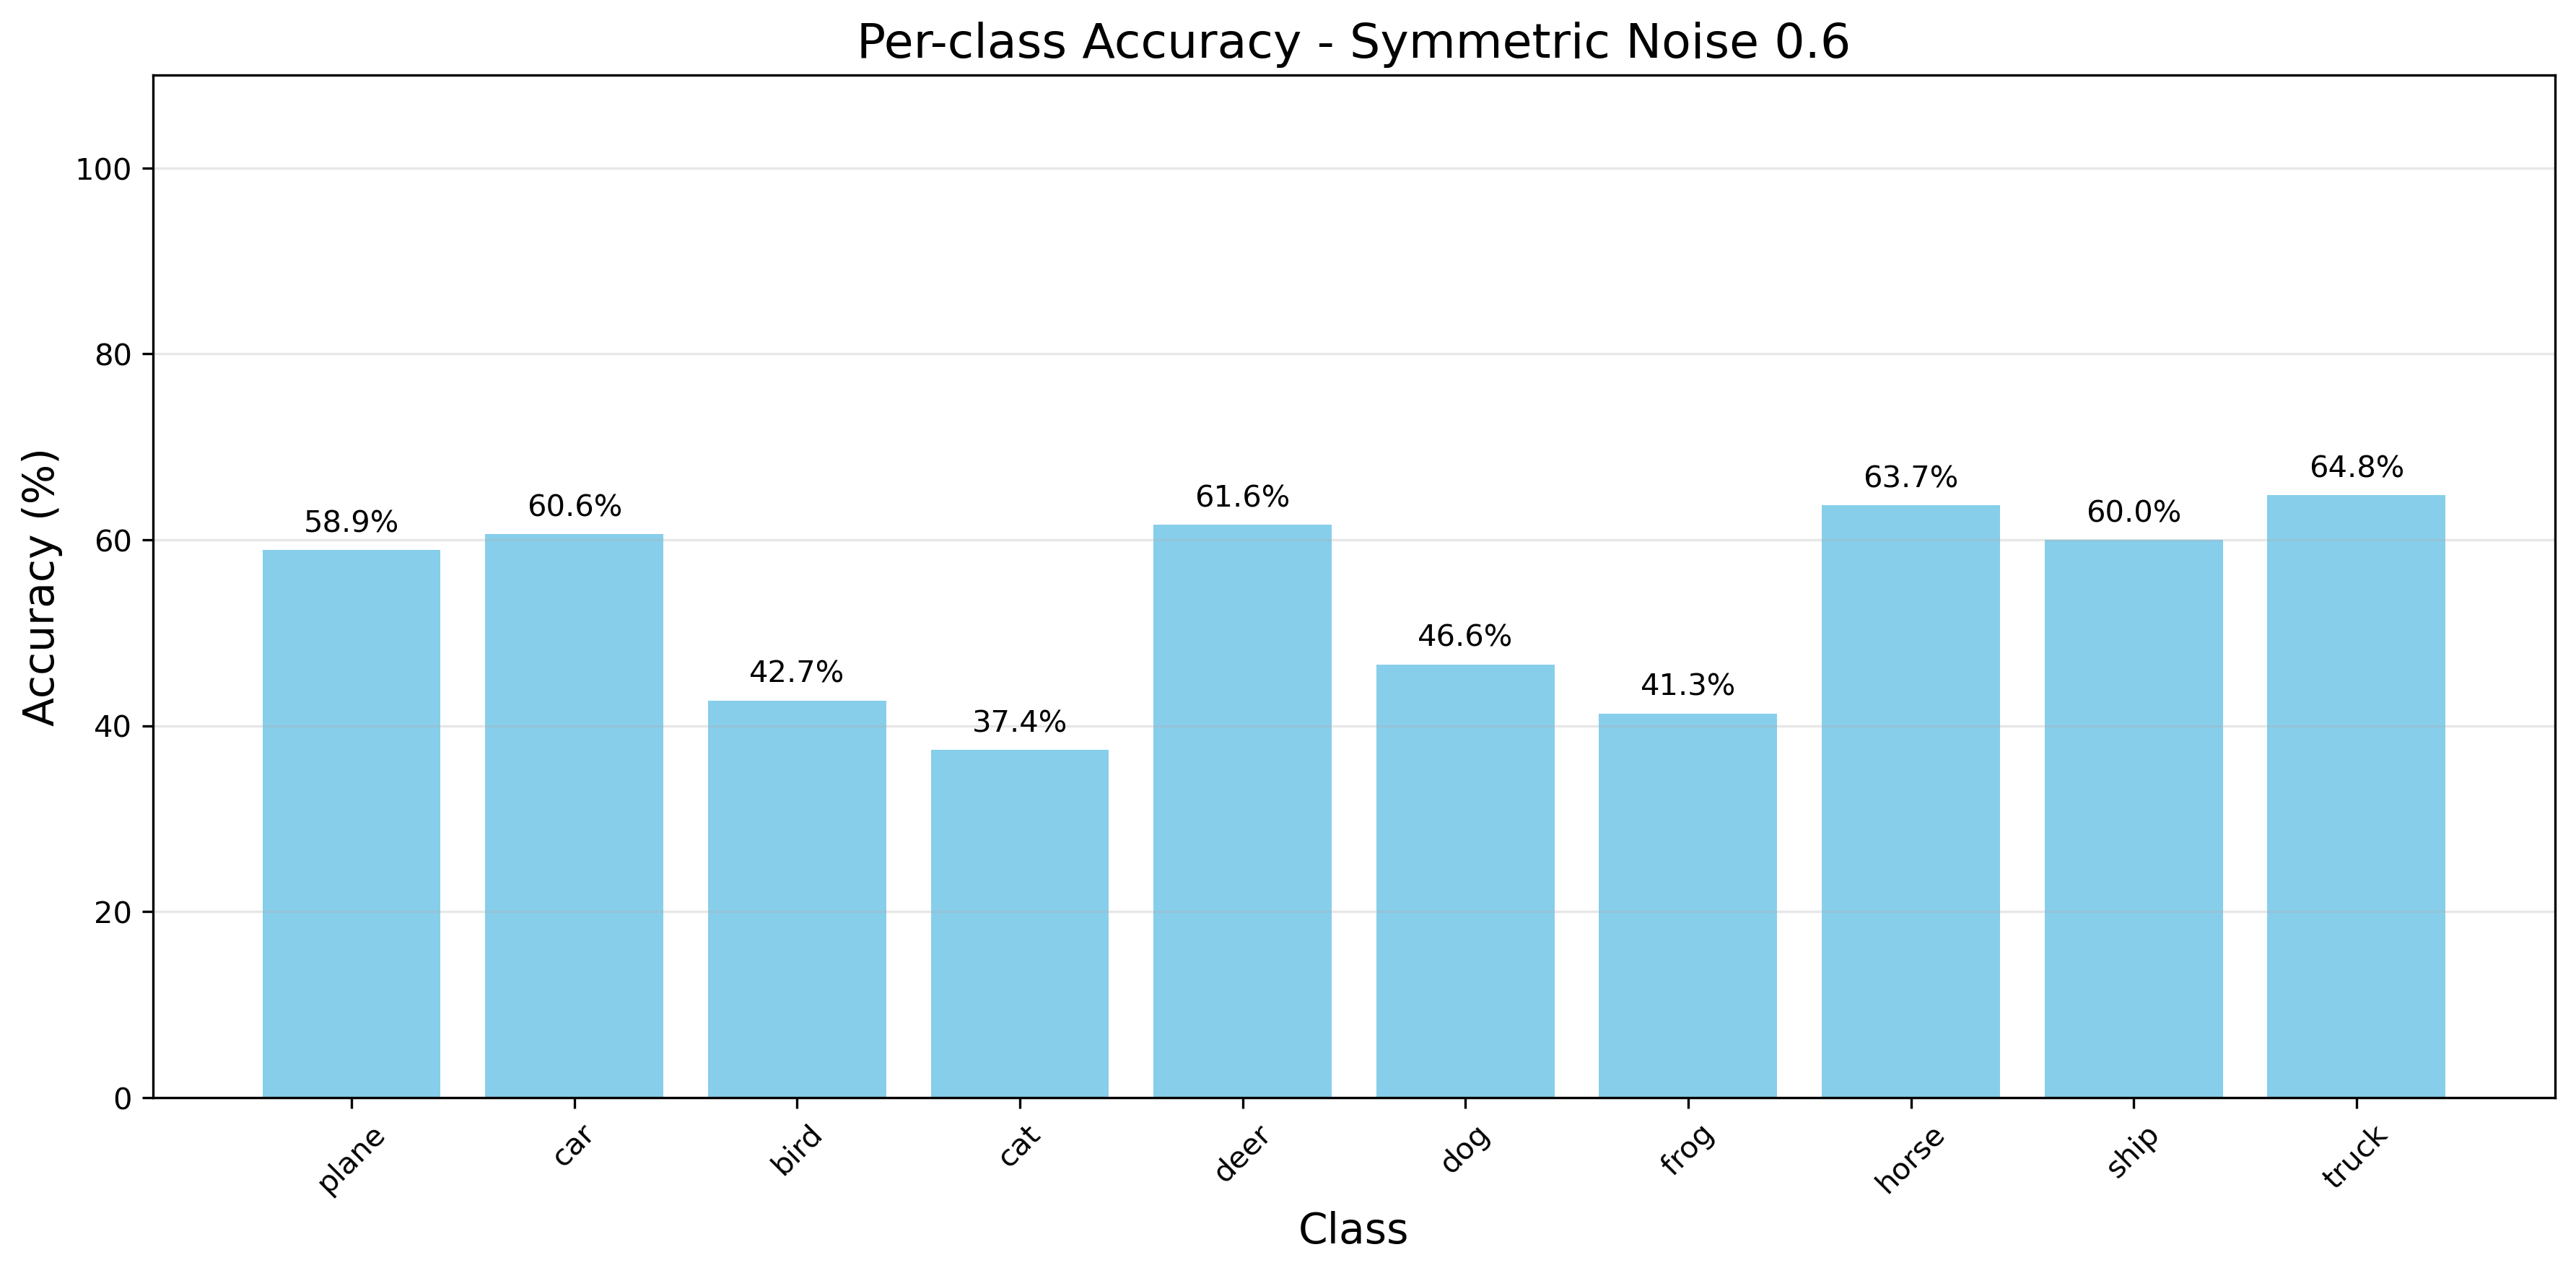 Per-class Accuracy - Symmetric Noise 0.6
Accuracy (%)
100
80
60
40
20
0
58.9%
60.6%
42.7%
37.4%
61.6%
46.6%
41.3%
63.7%
60.0%
64.8%
plane
car
bird
cat
deer
dog
frog
horse
ship
truck
Class